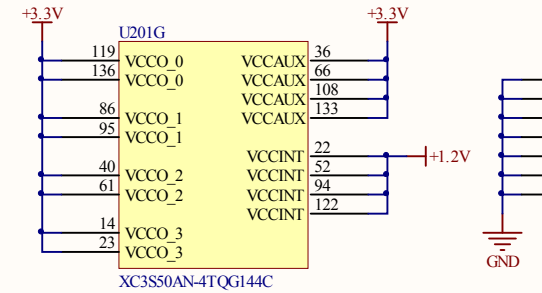 +3.3V +3.3V
U201G
119 VCCO_0 VCCAUX 36
136 VCCO_0 VCCAUX 66
VCCAUX 108
86 VCCO_1 VCCAUX 133
95 VCCO_1
VCCINT 22 +1.2V
40 VCCO_2 VCCINT 52
61 VCCO_2 VCCINT 94
VCCINT 122
14 VCCO_3
23 VCCO_3
GND
XC3S50AN-4TQG144C